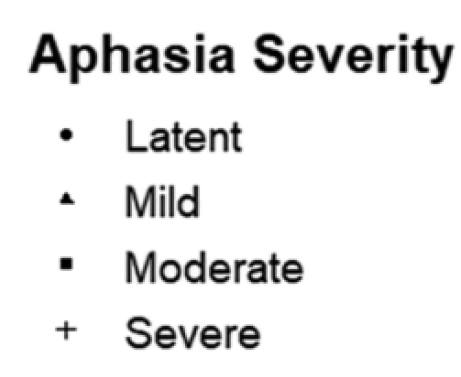 Aphasia Severity
Latent
Mild
Moderate
Severe